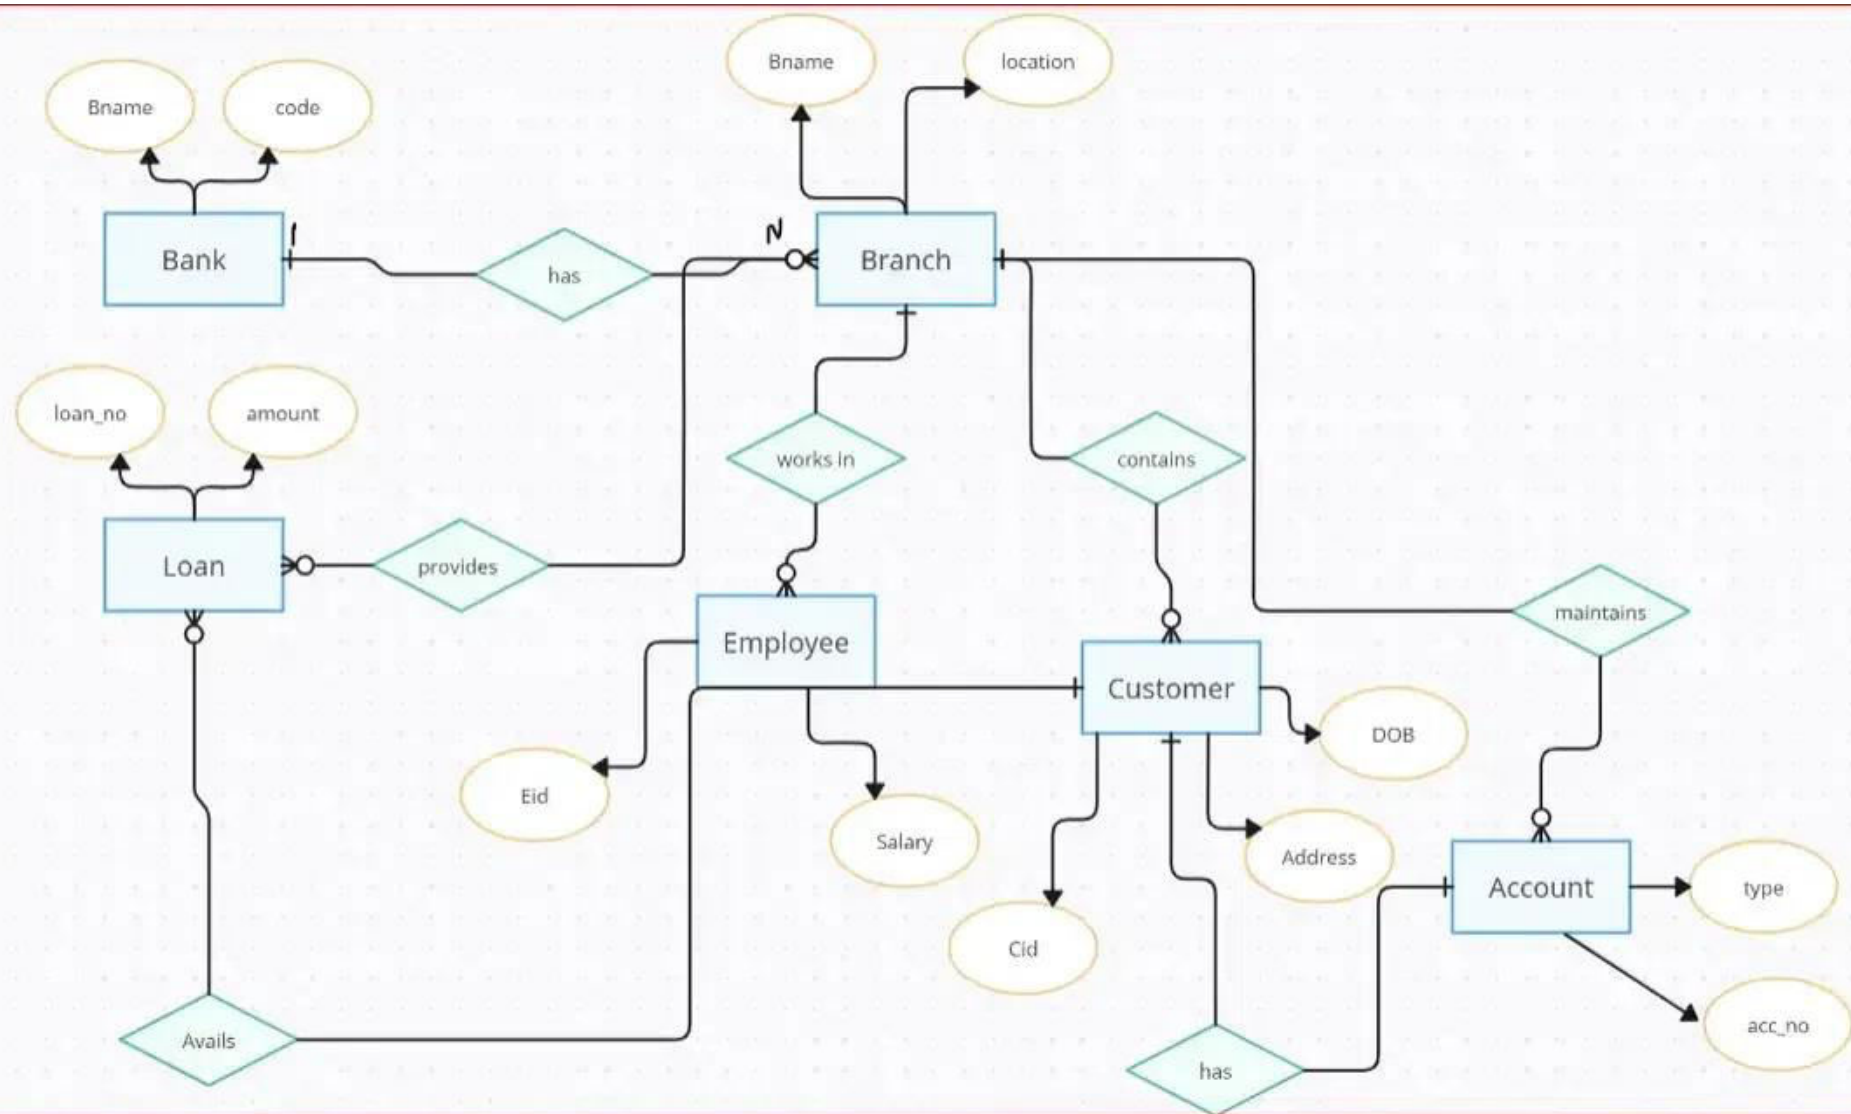 Bname
location
Bname
code
1
N
Bank
has
Branch
loan_no
amount
works in
contains
Loan
provides
maintains
Employee
Customer
DOB
Eid
Salary
Address
Account
type
Cid
acc_no
Avails
has